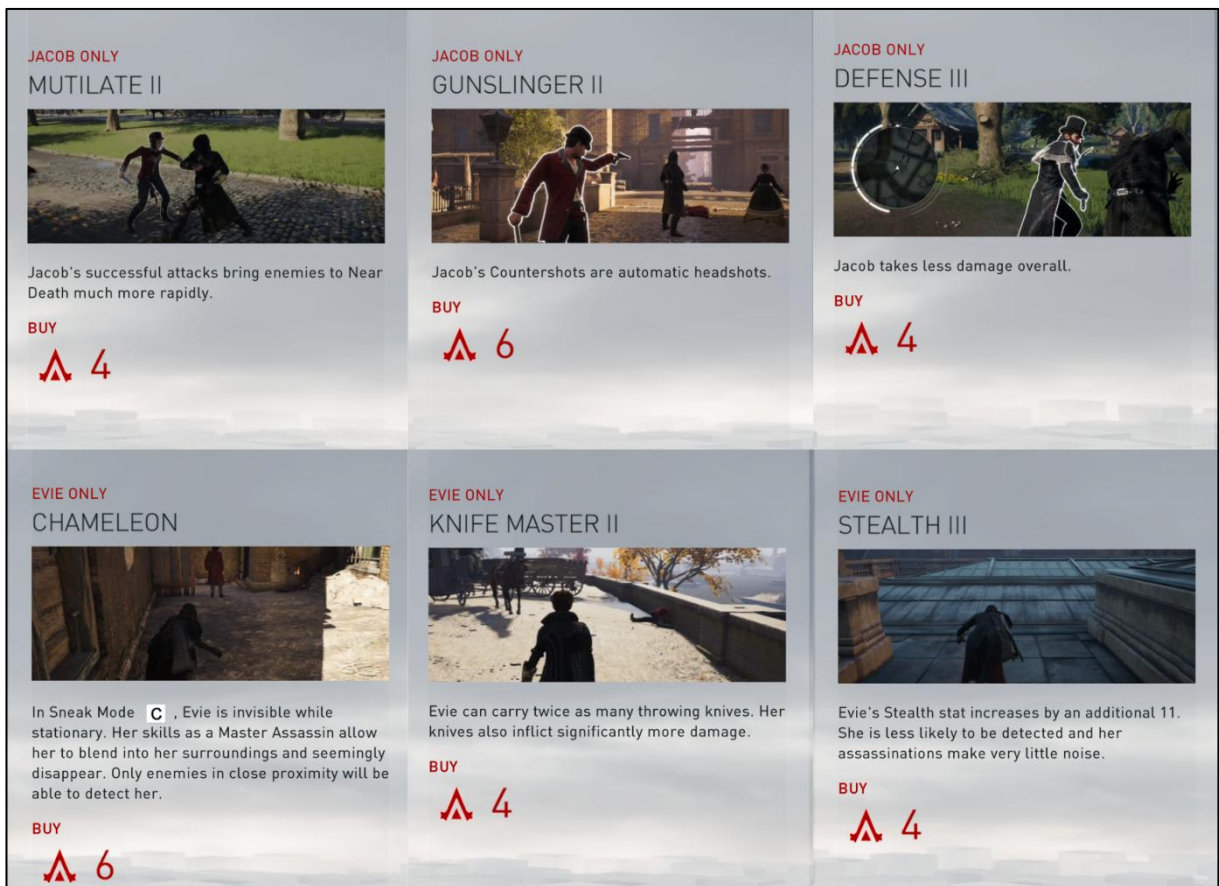 JACOB ONLY
MUTILATE II
Jacob's successful attacks bring enemies to Near
Death much more rapidly.
BUY
4
JACOB ONLY
GUNSLINGER II
Jacob's Countershots are automatic headshots.
BUY
6
JACOB ONLY
DEFENSE III
Jacob takes less damage overall.
BUY
4
EVIE ONLY
CHAMELEON
In Sneak Mode C , Evie is invisible while
stationary. Her skills as a Master Assassin allow
her to blend into her surroundings and seemingly
disappear. Only enemies in close proximity will be
able to detect her.
BUY
6
EVIE ONLY
KNIFE MASTER II
Evie can carry twice as many throwing knives. Her
knives also inflict significantly more damage.
BUY
4
EVIE ONLY
STEALTH III
Evie's Stealth stat increases by an additional 11.
She is less likely to be detected and her
assassinations make very little noise.
BUY
4